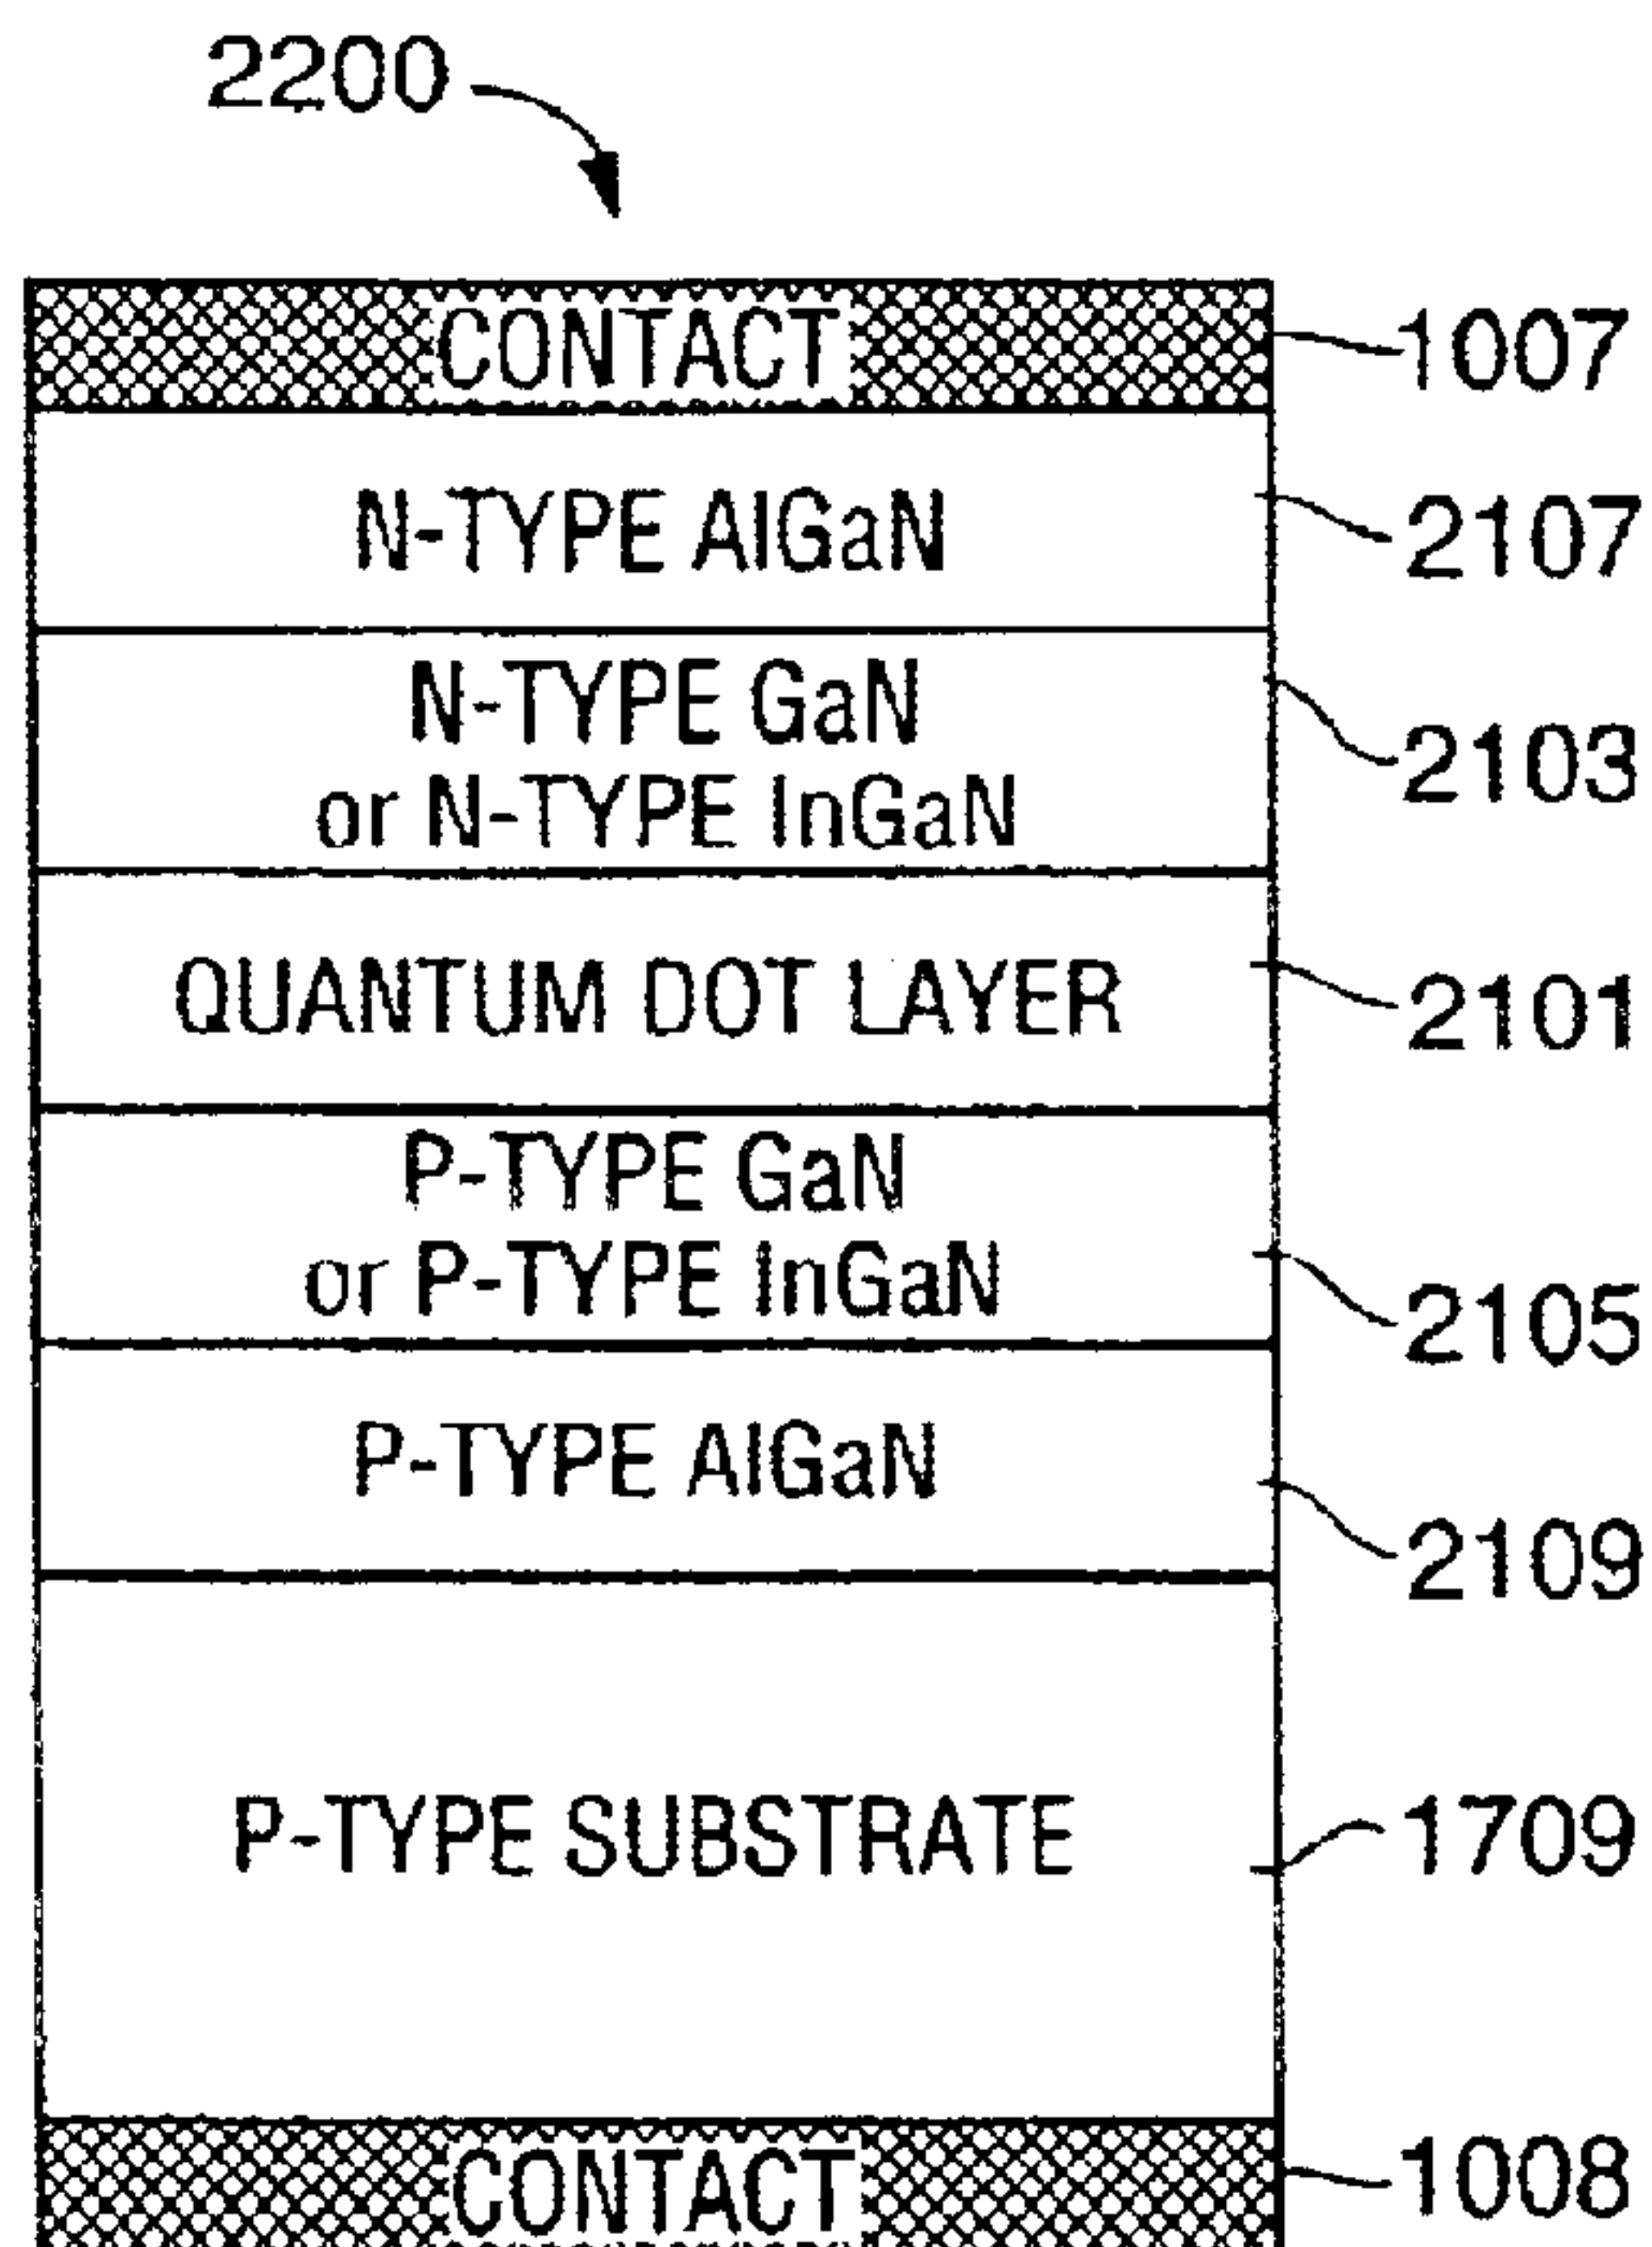 2200
CONTACT
1007
N-TYPE AlGaN
2107
N-TYPE GaN
or N-TYPE InGaN
2103
QUANTUM DOT LAYER
2101
P-TYPE GaN
or P-TYPE InGaN
2105
P-TYPE AlGaN
2109
P-TYPE SUBSTRATE
1709
CONTACT
1008